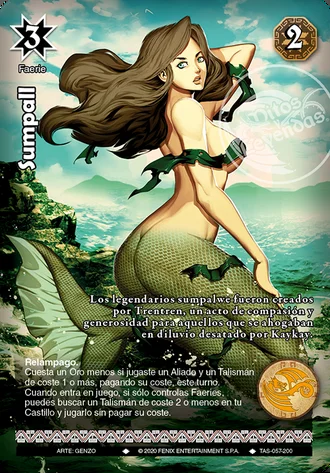 3
2
Faerie
Sumpall
mitos
leyendas
Los legendarios sumpalwe fueron creados
por Trentren, un acto de compasión y
generosidad para aquellos que se ahogaban
en diluvio desatado por Kaykay.
Relámpago.
Cuesta un Oro menos si jugaste un Aliado y un Talismán
de coste 1 o más, pagando su coste, este turno.
Cuando entra en juego, si sólo controlas Faeries,
puedes buscar un Talismán de coste 2 o menos en tu
Castillo y jugarlo sin pagar su coste.
ARTE: GENZO
© 2020 FENIX ENTERTAINMENT S.P.A.
TAS-057-200